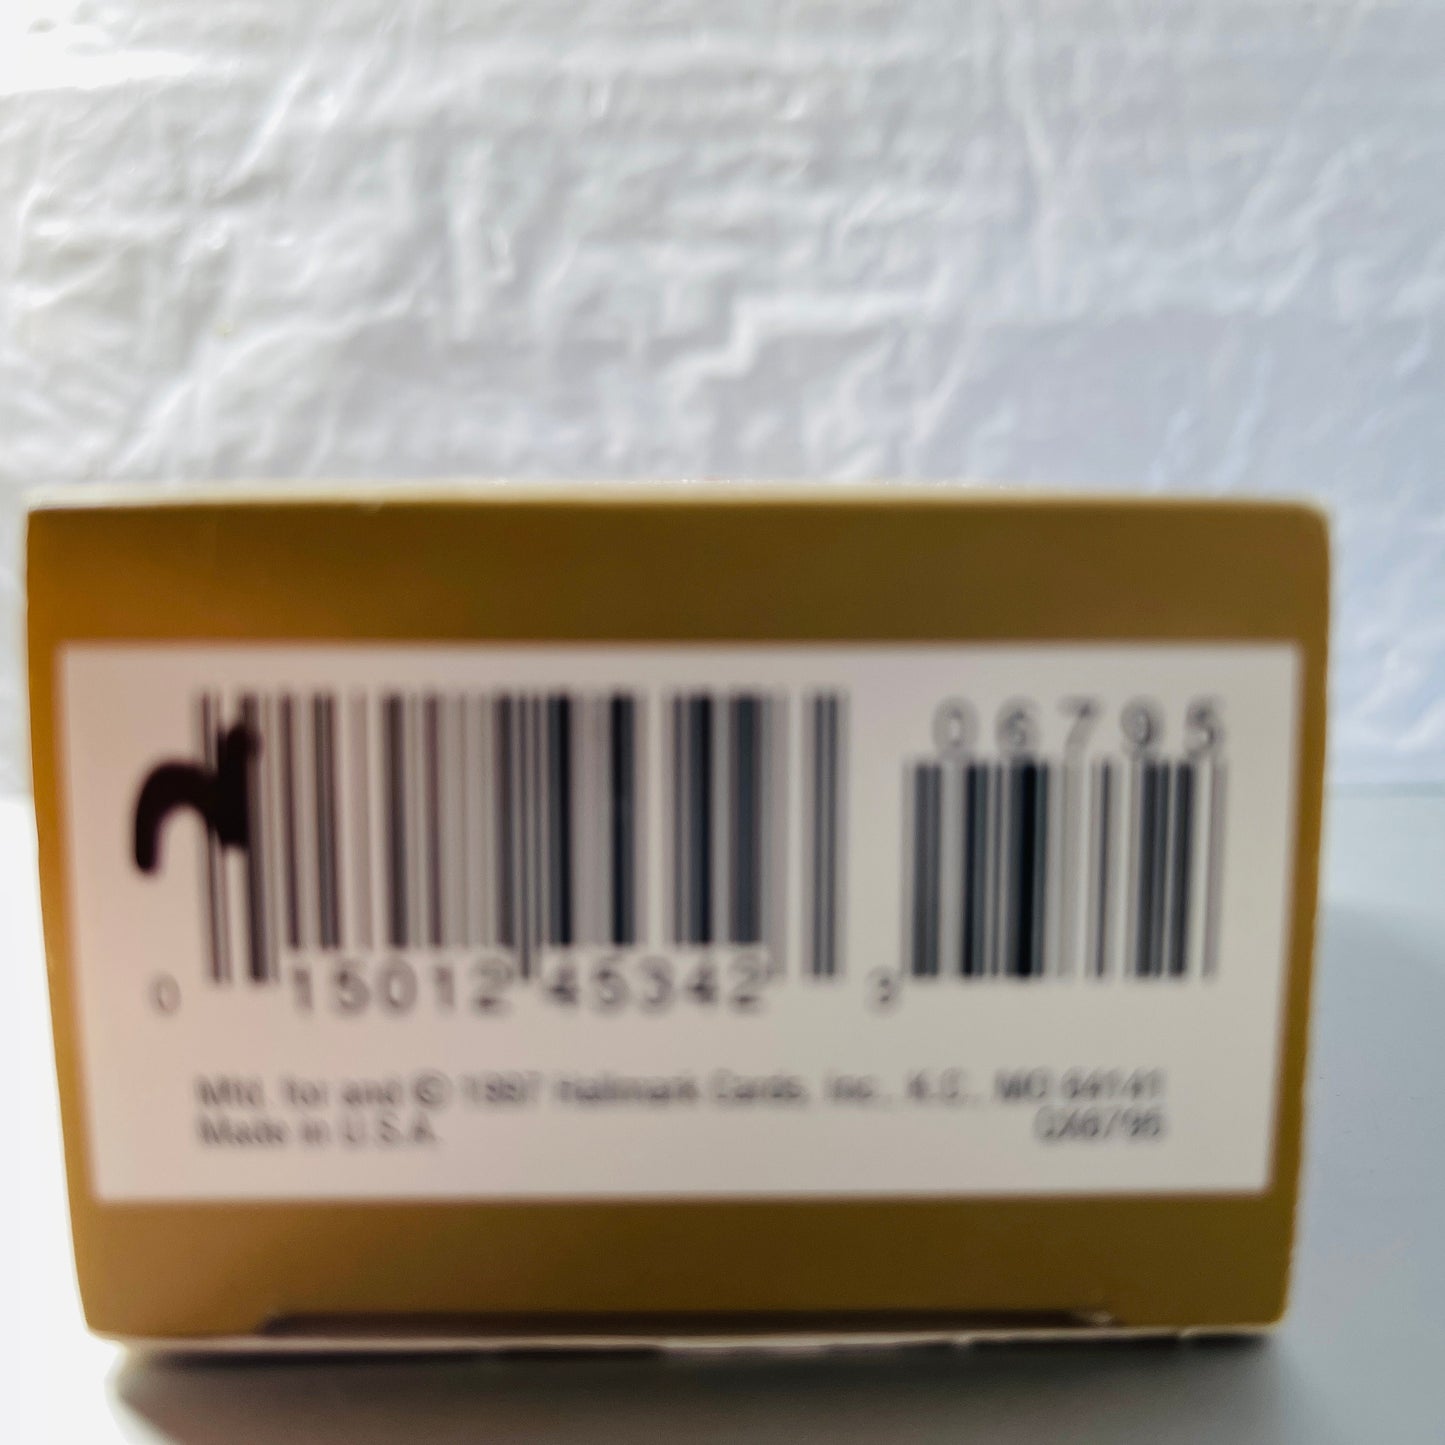 06795
0 15012 45342 3
Mfd. for and © 1997 Hallmark Cards, Inc., K.C., MO 64141
Made in U.S.A. QX6795